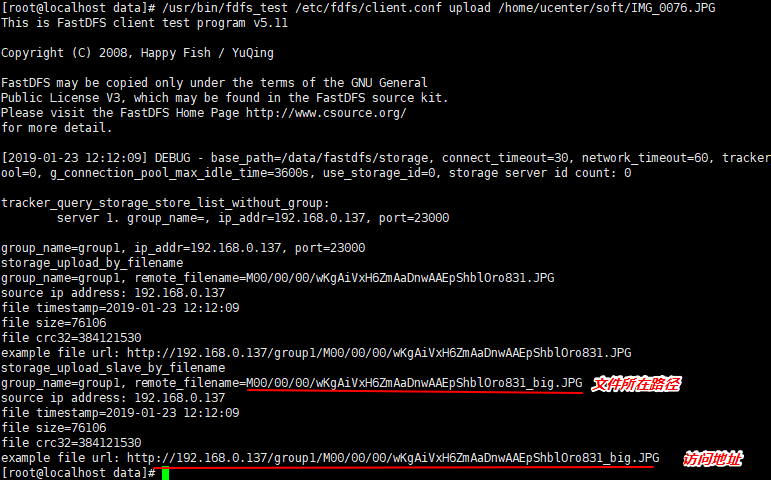 [root@localhost data]# /usr/bin/fdfs_test /etc/fdfs/client.conf upload /home/ucenter/soft/IMG_0076.JPG
This is FastDFS client test program v5.11
Copyright (C) 2008, Happy Fish / YuQing
FastDFS may be copied only under the terms of the GNU General
Public License V3, which may be found in the FastDFS source kit.
Please visit the FastDFS Home Page http://www.csource.org/
for more detail.
[2019-01-23 12:12:09] DEBUG - base_path=/data/fastdfs/storage, connect_timeout=30, network_timeout=60, tracker
ool=0, g_connection_pool_max_idle_time=3600s, use_storage_id=0, storage server id count: 0
tracker_query_storage_store_list_without_group:
server 1. group_name=, ip_addr=192.168.0.137, port=23000
group_name=group1, ip_addr=192.168.0.137, port=23000
storage_upload_by_filename
group_name=group1, remote_filename=M00/00/00/wKgAiVxH6ZmAaDnwAAEpShblOro831.JPG
source ip address: 192.168.0.137
file timestamp=2019-01-23 12:12:09
file size=76106
file crc32=384121530
example file url: http://192.168.0.137/group1/M00/00/00/wKgAiVxH6ZmAaDnwAAEpShblOro831.JPG
storage_upload_slave_by_filename
group_name=group1, remote_filename=M00/00/00/wKgAiVxH6ZmAaDnwAAEpShblOro831_big.JPG 文件所在路径
source ip address: 192.168.0.137
file timestamp=2019-01-23 12:12:09
file size=76106
file crc32=384121530
example file url: http://192.168.0.137/group1/M00/00/00/wKgAiVxH6ZmAaDnwAAEpShblOro831_big.JPG 访问地址
[root@localhost data]#